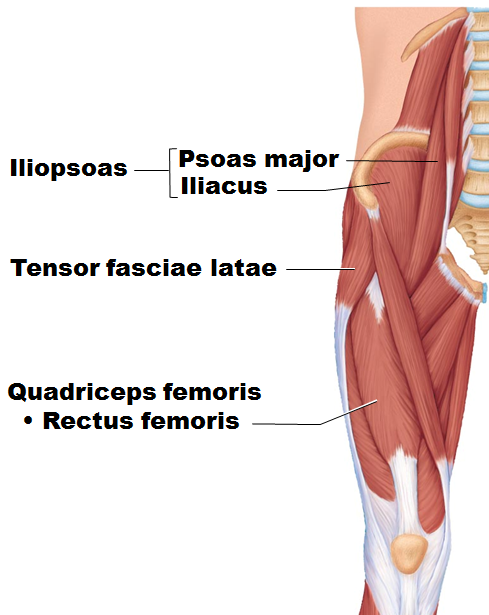 Iliopsoas
Psoas major
Iliacus
Tensor fasciae latae
Quadriceps femoris
• Rectus femoris